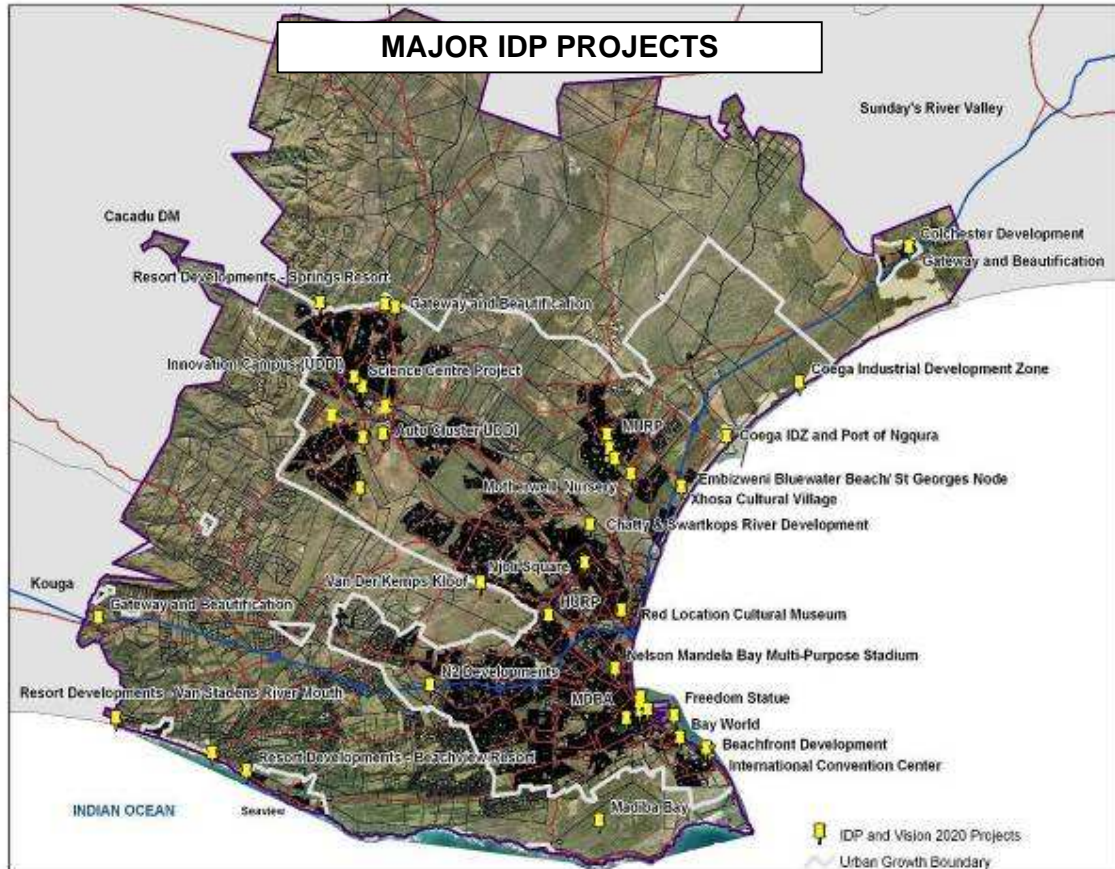 MAJOR IDP PROJECTS
Sunday's River Valley
Cacadu DM
Colchester Development
Gateway and Beautification
Resort Developments - Springs Resort
Gateway and Beautification
Innovation Campus (UDDI)
Science Centre Project
Coega Industrial Development Zone
Auto Cluster UDDI
MURP
Coega IDZ and Port of Ngqura
Motherwell Nursery
Embizweni Bluewater Beach/ St Georges Node
Xhosa Cultural Village
Chatty & Swartkops River Development
Njoli Square
Van Der Kemps Kloof
Kouga
Gateway and Beautification
HURP
Red Location Cultural Museum
Nelson Mandela Bay Multi-Purpose Stadium
N2 Developments
Resort Developments - Van Stadens River Mouth
MDBA
Freedom Statue
Bay World
Beachfront Development
Resort Developments - Beachview Resort
International Convention Center
INDIAN OCEAN
Seaview
Madiba Bay
IDP and Vision 2020 Projects
Urban Growth Boundary